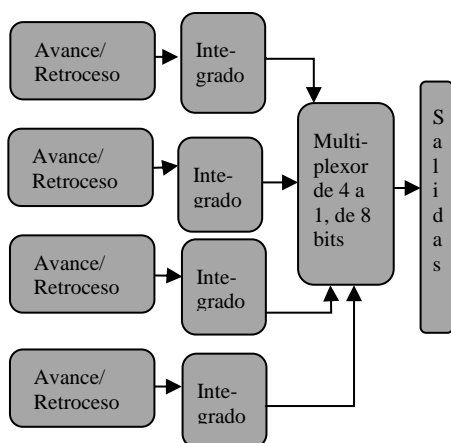 Avance/
Retroceso
Inte-
grado
Avance/
Retroceso
Inte-
grado
Avance/
Retroceso
Inte-
grado
Avance/
Retroceso
Inte-
grado
Multi-
plexor
de 4 a
1, de 8
bits
S
a
l
i
d
a
s